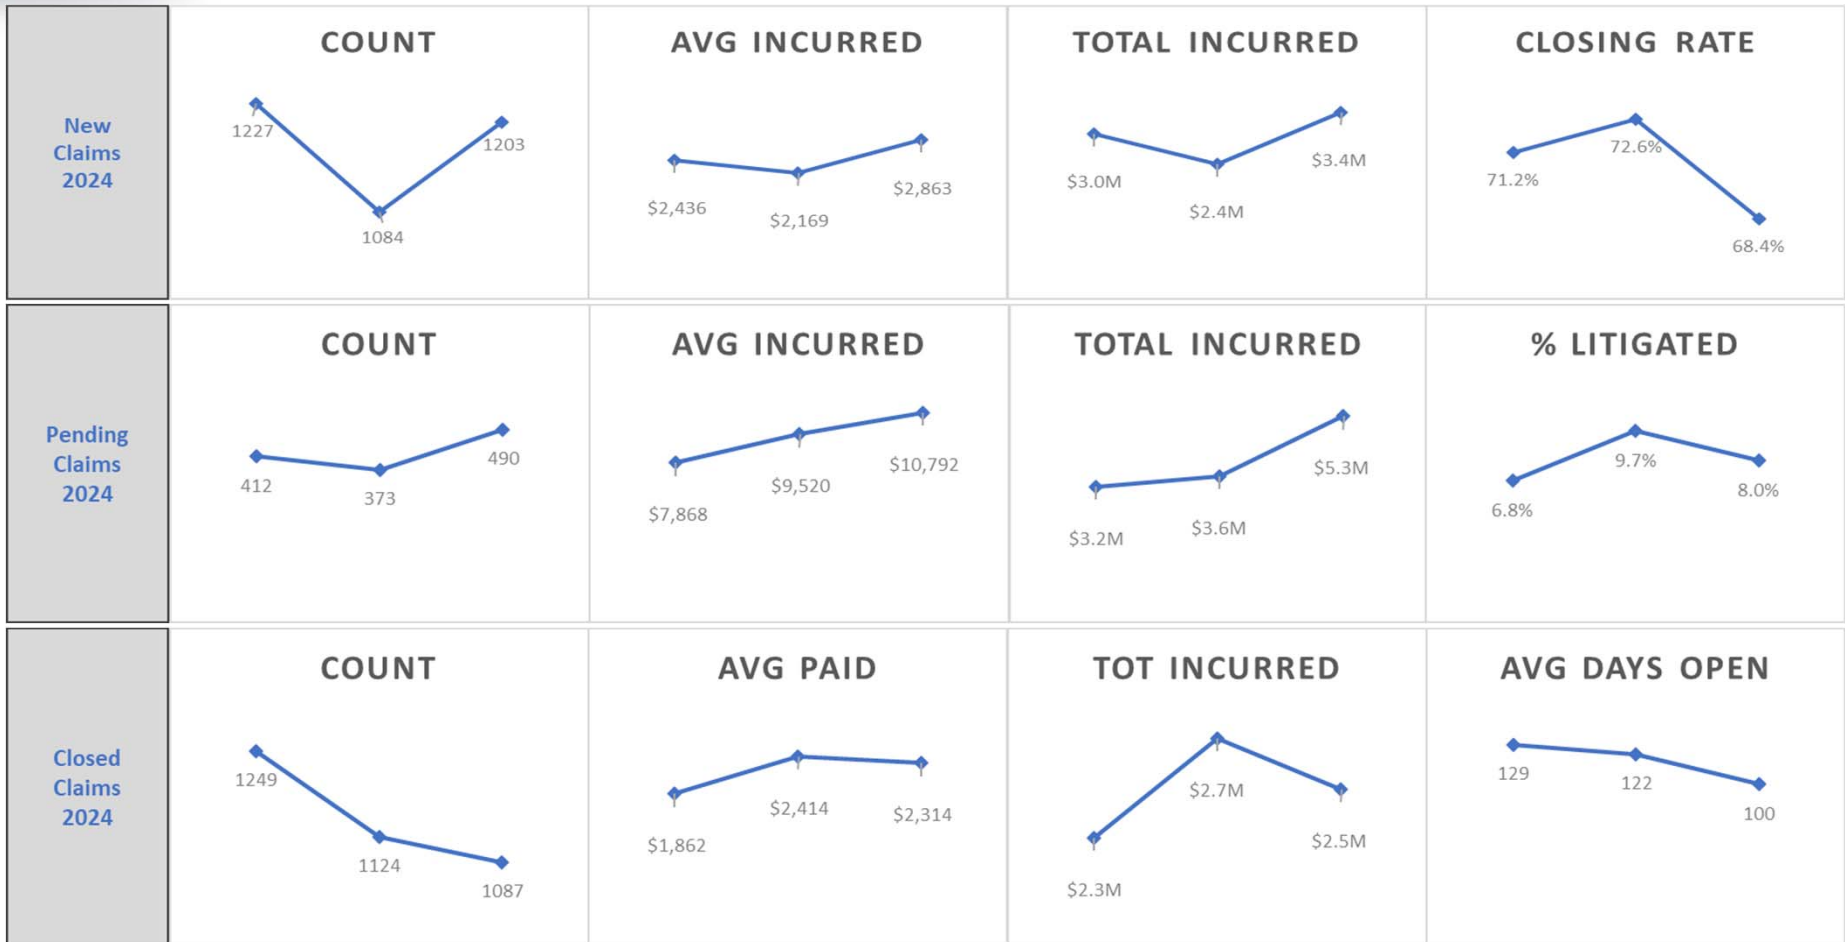 New
Claims
2024
COUNT
1227
1084
1203
AVG INCURRED
$2,436
$2,169
$2,863
TOTAL INCURRED
$3.0M
$2.4M
$3.4M
CLOSING RATE
71.2%
72.6%
68.4%
Pending
Claims
2024
COUNT
412
373
490
AVG INCURRED
$7,868
$9,520
$10,792
TOTAL INCURRED
$3.2M
$3.6M
$5.3M
% LITIGATED
6.8%
9.7%
8.0%
Closed
Claims
2024
COUNT
1249
1124
1087
AVG PAID
$1,862
$2,414
$2,314
TOT INCURRED
$2.3M
$2.7M
$2.5M
AVG DAYS OPEN
129
122
100